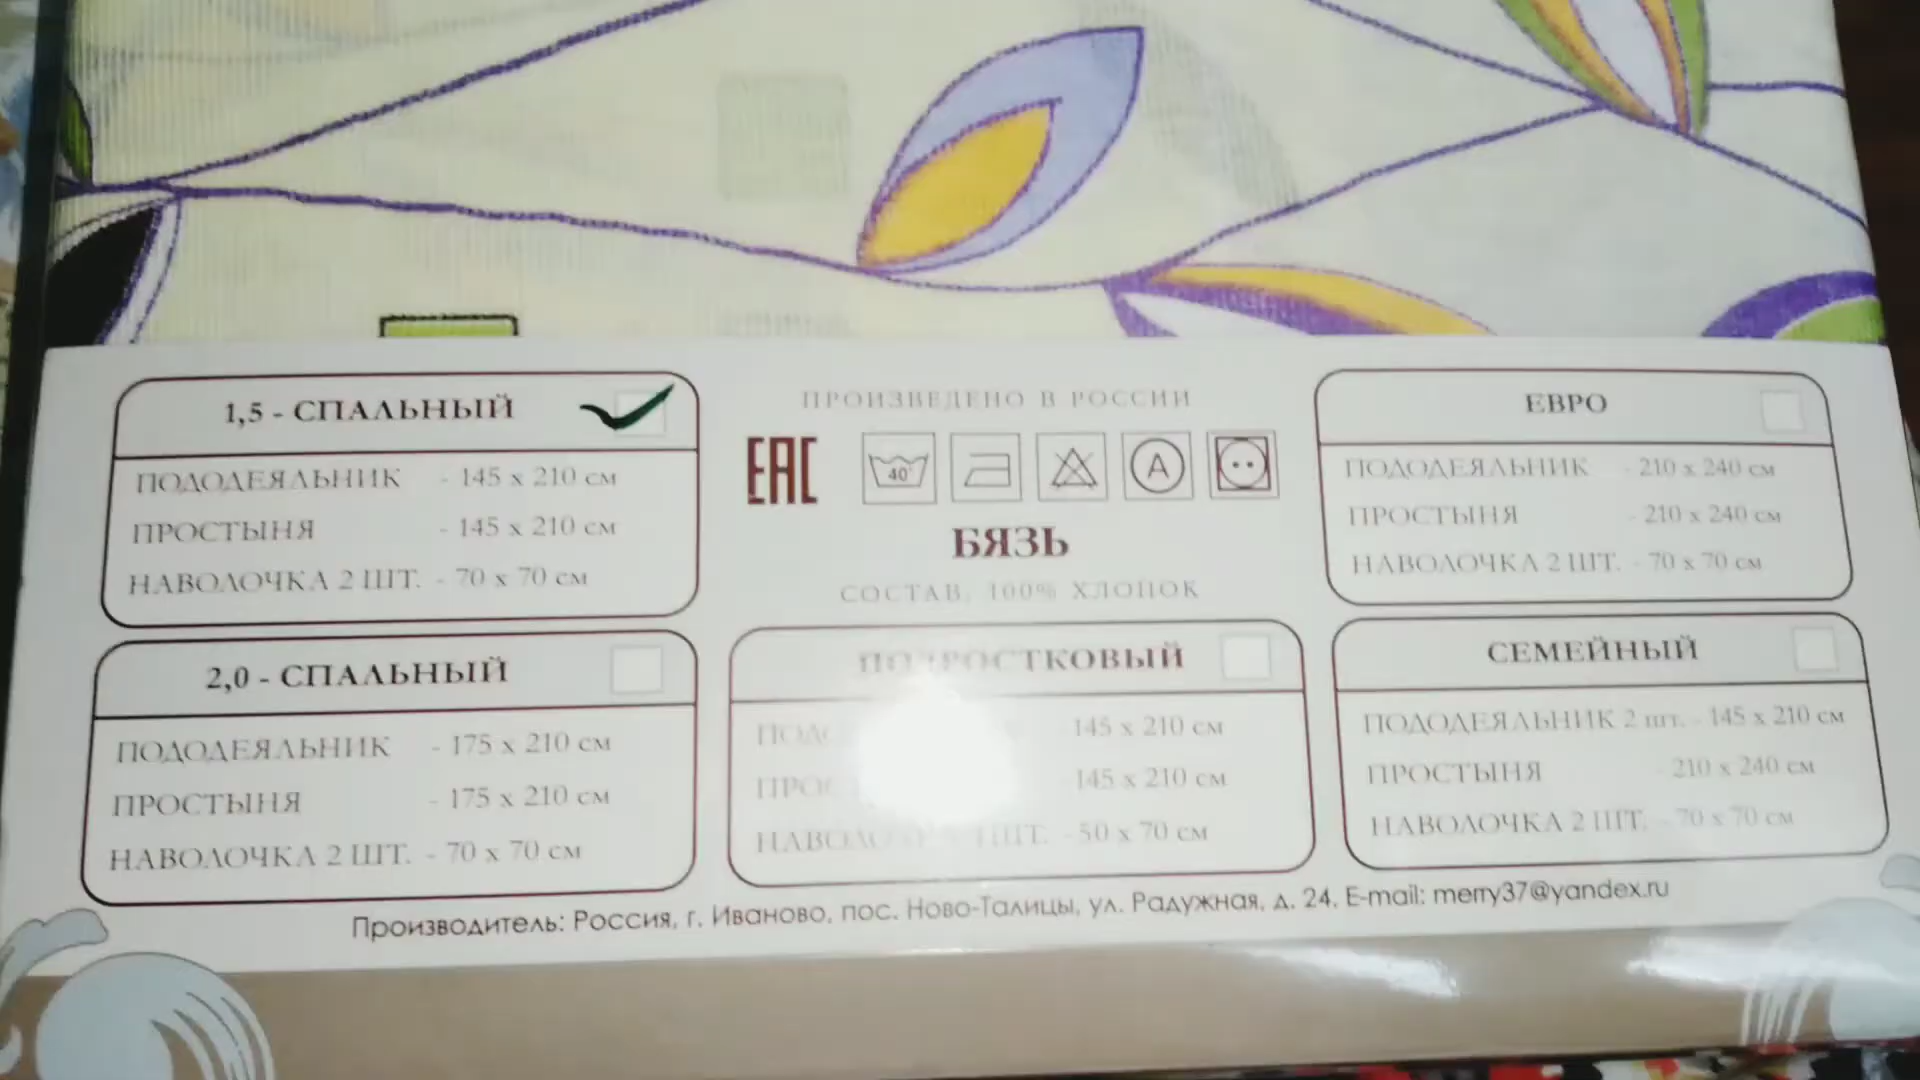 1,5 - СПАЛЬНЫЙ
ПОДОДЕЯЛЬНИК - 145 x 210 см
ПРОСТЫНЯ - 145 x 210 см
НАВОЛОЧКА 2 ШТ. - 70 x 70 см
2,0 - СПАЛЬНЫЙ
ПОДОДЕЯЛЬНИК - 175 x 210 см
ПРОСТЫНЯ - 175 x 210 см
НАВОЛОЧКА 2 ШТ. - 70 x 70 см
ПРОИЗВЕДЕНО В РОССИИ
EAC 40° A
БЯЗЬ
СОСТАВ, 100% ХЛОПОК
ПОДРОСТКОВЫЙ
145 x 210 см
145 x 210 см
ШТ. - 50 x 70 см
ЕВРО
ПОДОДЕЯЛЬНИК - 210 x 240 см
ПРОСТЫНЯ - 210 x 240 см
НАВОЛОЧКА 2 ШТ. - 70 x 70 см
СЕМЕЙНЫЙ
ПОДОДЕЯЛЬНИК 2 шт. - 145 x 210 см
ПРОСТЫНЯ - 210 x 240 см
НАВОЛОЧКА 2 ШТ. - 70 x 70 см
Производитель: Россия, г. Иваново, пос. Ново-Талицы, ул. Радужная, д. 24, E-mail: merry37@yandex.ru